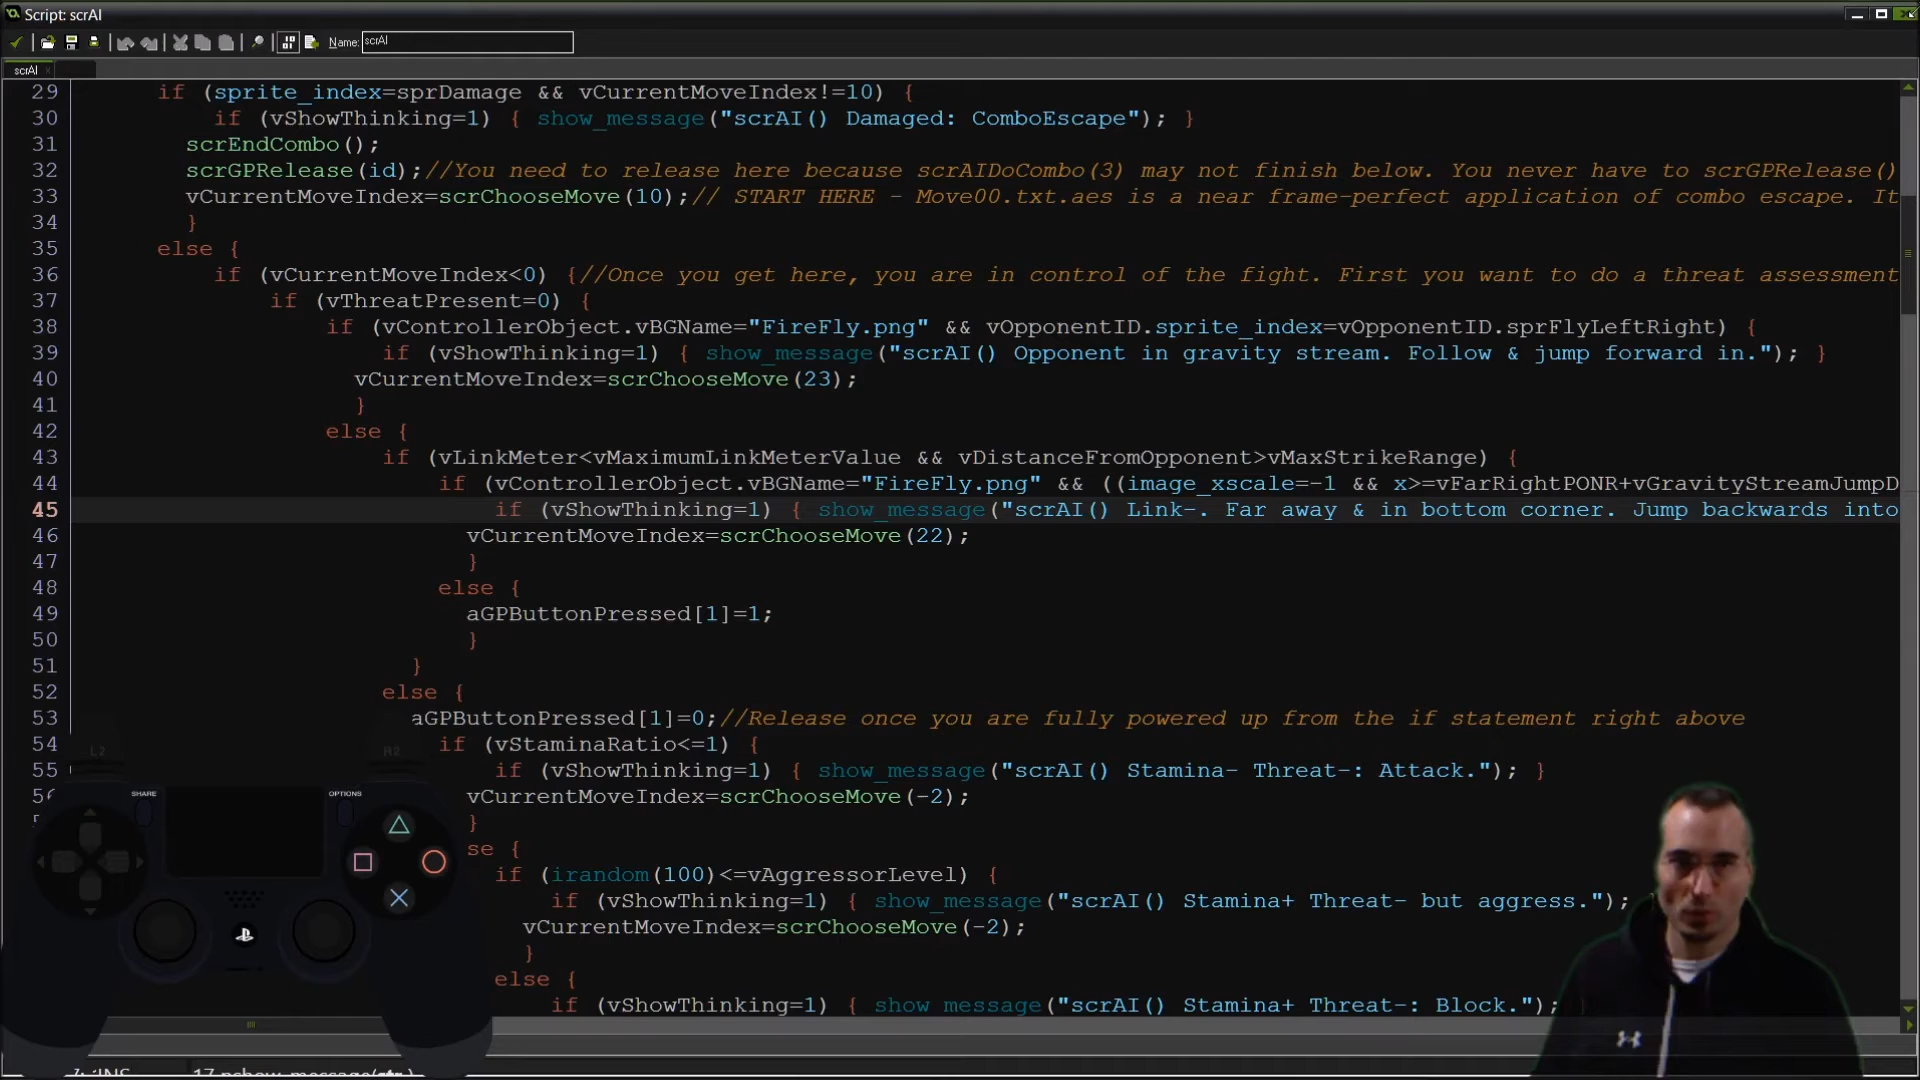 Script: scrAI
Name: scrAI
scrAI
29 if (sprite_index=sprDamage && vCurrentMoveIndex!=10) {
30 if (vShowThinking=1) { show_message("scrAI() Damaged: ComboEscape"); }
31 scrEndCombo();
32 scrGPRelease(id);//You need to release here because scrAIDoCombo(3) may not finish below. You never have to scrGPRelease()
33 vCurrentMoveIndex=scrChooseMove(10);// START HERE - Move00.txt.aes is a near frame-perfect application of combo escape. It
34 }
35 else {
36 if (vCurrentMoveIndex<0) {//Once you get here, you are in control of the fight. First you want to do a threat assessment
37 if (vThreatPresent=0) {
38 if (vControllerObject.vBGName="FireFly.png" && vOpponentID.sprite_index=vOpponentID.sprFlyLeftRight) {
39 if (vShowThinking=1) { show_message("scrAI() Opponent in gravity stream. Follow & jump forward in."); }
40 vCurrentMoveIndex=scrChooseMove(23);
41 }
42 else {
43 if (vLinkMeter<vMaximumLinkMeterValue && vDistanceFromOpponent>vMaxStrikeRange) {
44 if (vControllerObject.vBGName="FireFly.png" && ((image_xscale=-1 && x>=vFarRightPONR+vGravityStreamJumpD
45 if (vShowThinking=1) { show_message("scrAI() Link-. Far away & in bottom corner. Jump backwards into
46 vCurrentMoveIndex=scrChooseMove(22);
47 }
48 else {
49 aGPButtonPressed[1]=1;
50 }
51 }
52 else {
53 aGPButtonPressed[1]=0;//Release once you are fully powered up from the if statement right above
54 if (vStaminaRatio<=1) {
55 if (vShowThinking=1) { show_message("scrAI() Stamina- Threat-: Attack."); }
vCurrentMoveIndex=scrChooseMove(-2);
}
se {
if (irandom(100)<=vAggressorLevel) {
if (vShowThinking=1) { show_message("scrAI() Stamina+ Threat- but aggress.");
vCurrentMoveIndex=scrChooseMove(-2);
}
else {
if (vShowThinking=1) { show_message("scrAI() Stamina+ Threat-: Block."); }
L2 R2
SHARE OPTIONS